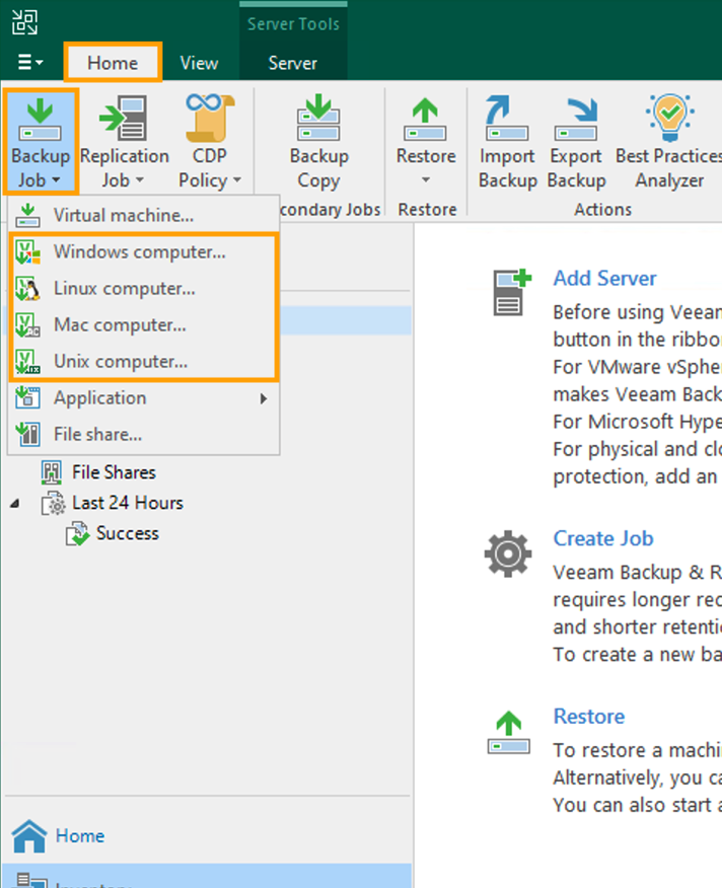 Server Tools
Home
View
Server
Backup
Job
Replication
Job
CDP
Policy
Backup
Copy
Restore
Import
Backup
Export
Backup
Best Practices
Analyzer
condary Jobs
Restore
Actions
Virtual machine...
Windows computer...
Linux computer...
Mac computer...
Unix computer...
Application
File share...
File Shares
Last 24 Hours
Success
Home
Inventory
Add Server
Before using Veeam
button in the ribbon
For VMware vSphe
makes Veeam Back
For Microsoft Hype
For physical and clo
protection, add an
Create Job
Veeam Backup & R
requires longer rec
and shorter retenti
To create a new ba
Restore
To restore a machi
Alternatively, you ca
You can also start a